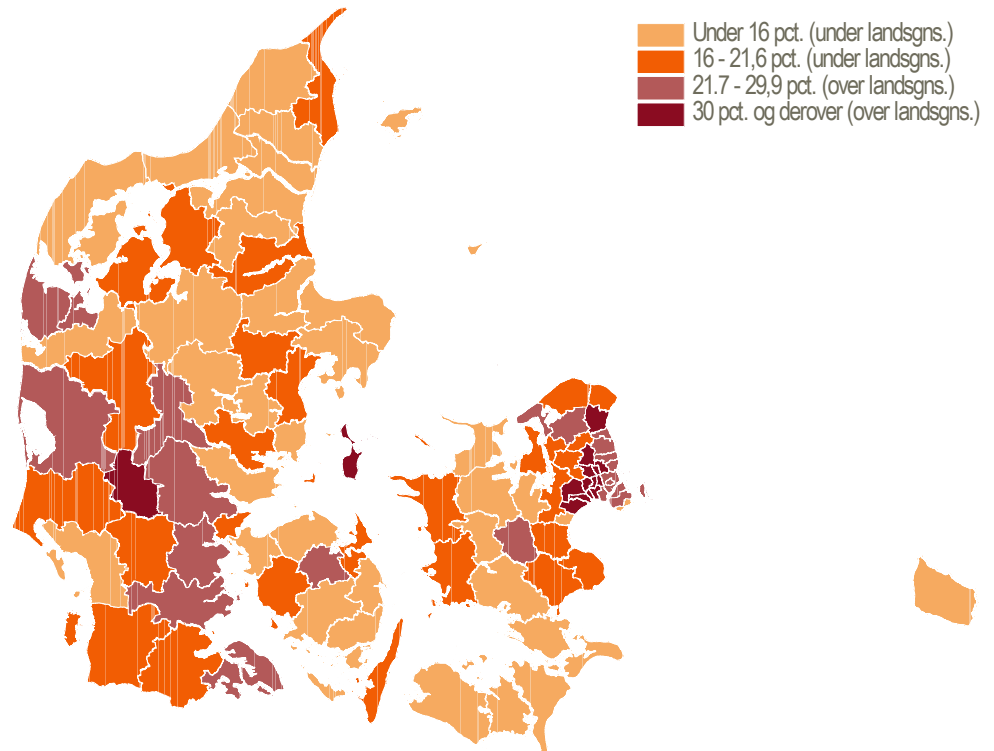 Under 16 pct. (under landsgns.)
16 - 21,6 pct. (under landsgns.)
21.7 - 29,9 pct. (over landsgns.)
30 pct. og derover (over landsgns.)